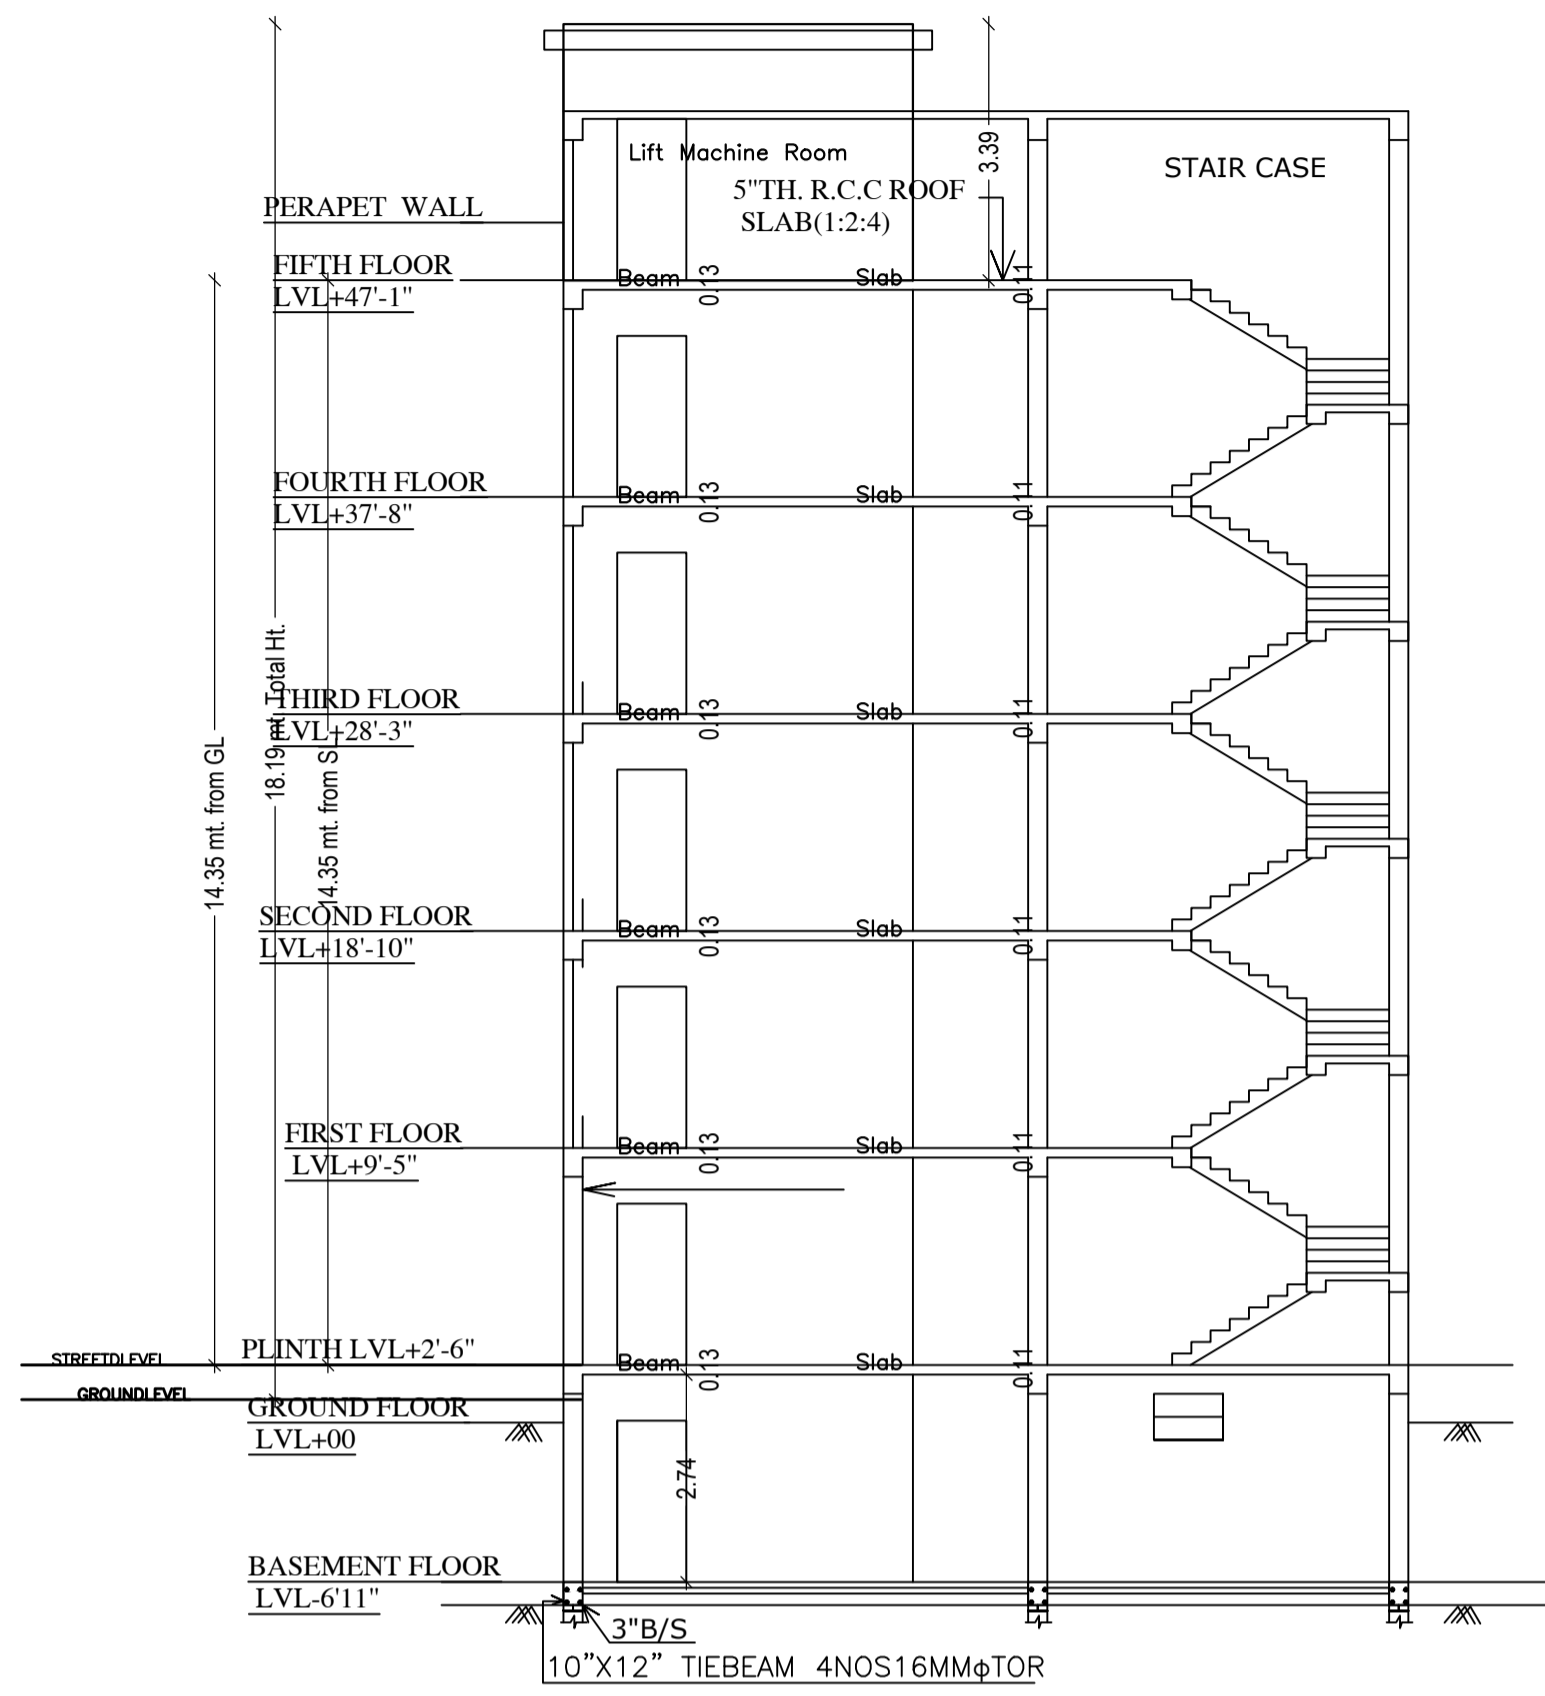 Lift Machine Room
STAIR CASE
3.39
5"TH. R.C.C ROOF
SLAB(1:2:4)
PERAPET WALL
FIFTH FLOOR
LVL+47'-1"
Beam
0.13
Slab
0.11
FOURTH FLOOR
LVL+37'-8"
Beam
0.13
Slab
0.11
18.19 mt. Total Ht.
THIRD FLOOR
LVL+28'-3"
Beam
0.13
Slab
0.11
14.35 mt. from GL
14.35 mt. from S
SECOND FLOOR
LVL+18'-10"
Beam
0.13
Slab
0.11
FIRST FLOOR
LVL+9'-5"
Beam
0.13
Slab
0.11
STREETDLEVEL
PLINTH LVL+2'-6"
Beam
0.13
Slab
0.11
GROUNDLEVEL
GROUND FLOOR
LVL+00
2.74
BASEMENT FLOOR
LVL-6'11"
3"B/S
10”X12” TIEBEAM 4NOS16MMϕTOR